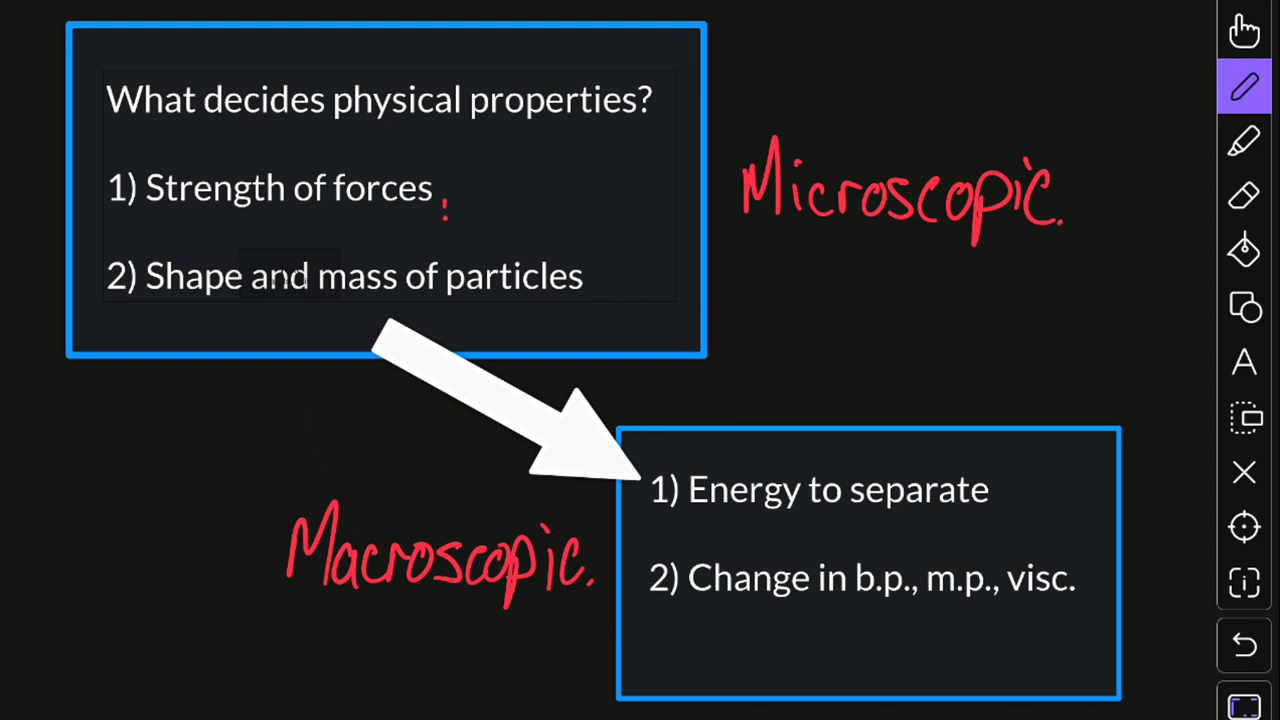 What decides physical properties?
1) Strength of forces
!
2) Shape and mass of particles
Microscopic.
1) Energy to separate
2) Change in b.p., m.p., visc.
Macroscopic.